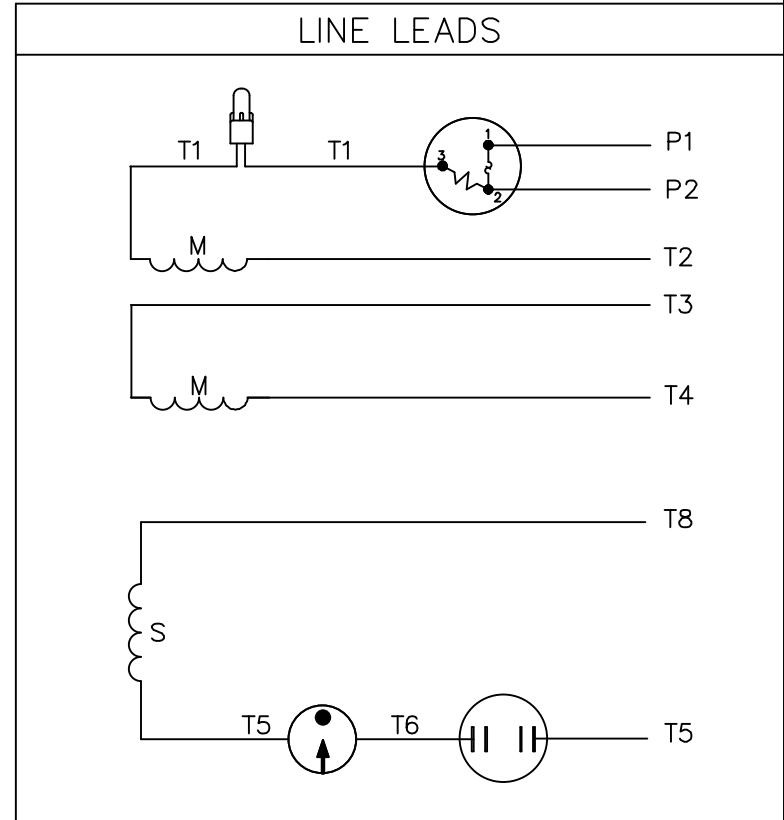 LINE LEADS
T1 T1 3 1 2 P1
P2
M T2
T3
M T4
T8
S
T5 T6 T5